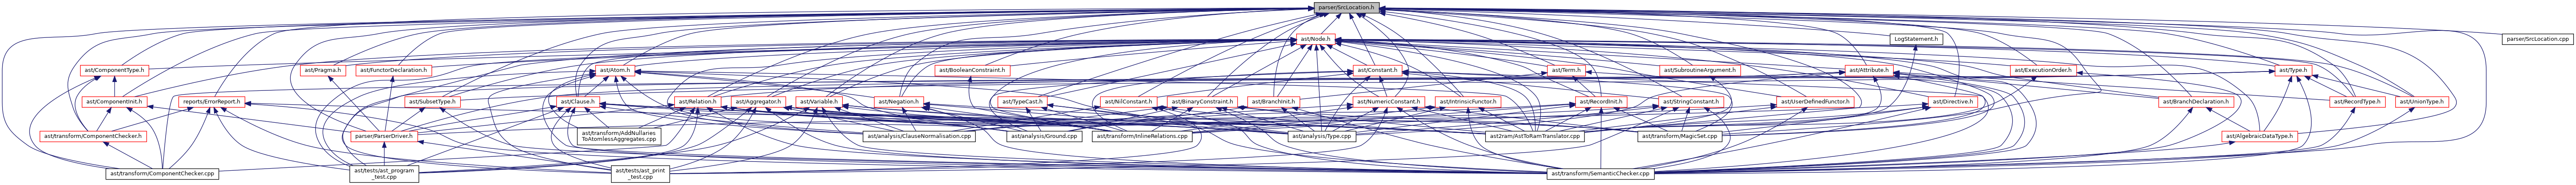 parser/SrcLocation.h
ast/Node.h
LogStatement.h
parser/SrcLocation.cpp
ast/ComponentType.h
ast/Pragma.h
ast/FunctorDeclaration.h
ast/Atom.h
ast/BooleanConstraint.h
ast/Constant.h
ast/Term.h
ast/SubroutineArgument.h
ast/Attribute.h
ast/ExecutionOrder.h
ast/Type.h
ast/ComponentInit.h
reports/ErrorReport.h
ast/SubsetType.h
ast/Clause.h
ast/Relation.h
ast/Aggregator.h
ast/Variable.h
ast/Negation.h
ast/TypeCast.h
ast/NilConstant.h
ast/BinaryConstraint.h
ast/BranchInit.h
ast/NumericConstant.h
ast/IntrinsicFunctor.h
ast/RecordInit.h
ast/StringConstant.h
ast/UserDefinedFunctor.h
ast/Directive.h
ast/BranchDeclaration.h
ast/RecordType.h
ast/UnionType.h
ast/transform/ComponentChecker.h
parser/ParserDriver.h
ast/transform/AddNullaries
ToAtomlessAggregates.cpp
ast/analysis/ClauseNormalisation.cpp
ast/analysis/Ground.cpp
ast/transform/InlineRelations.cpp
ast/analysis/Type.cpp
ast2ram/AstToRamTranslator.cpp
ast/transform/MagicSet.cpp
ast/AlgebraicDataType.h
ast/transform/ComponentChecker.cpp
ast/tests/ast_program
_test.cpp
ast/tests/ast_print
_test.cpp
ast/transform/SemanticChecker.cpp